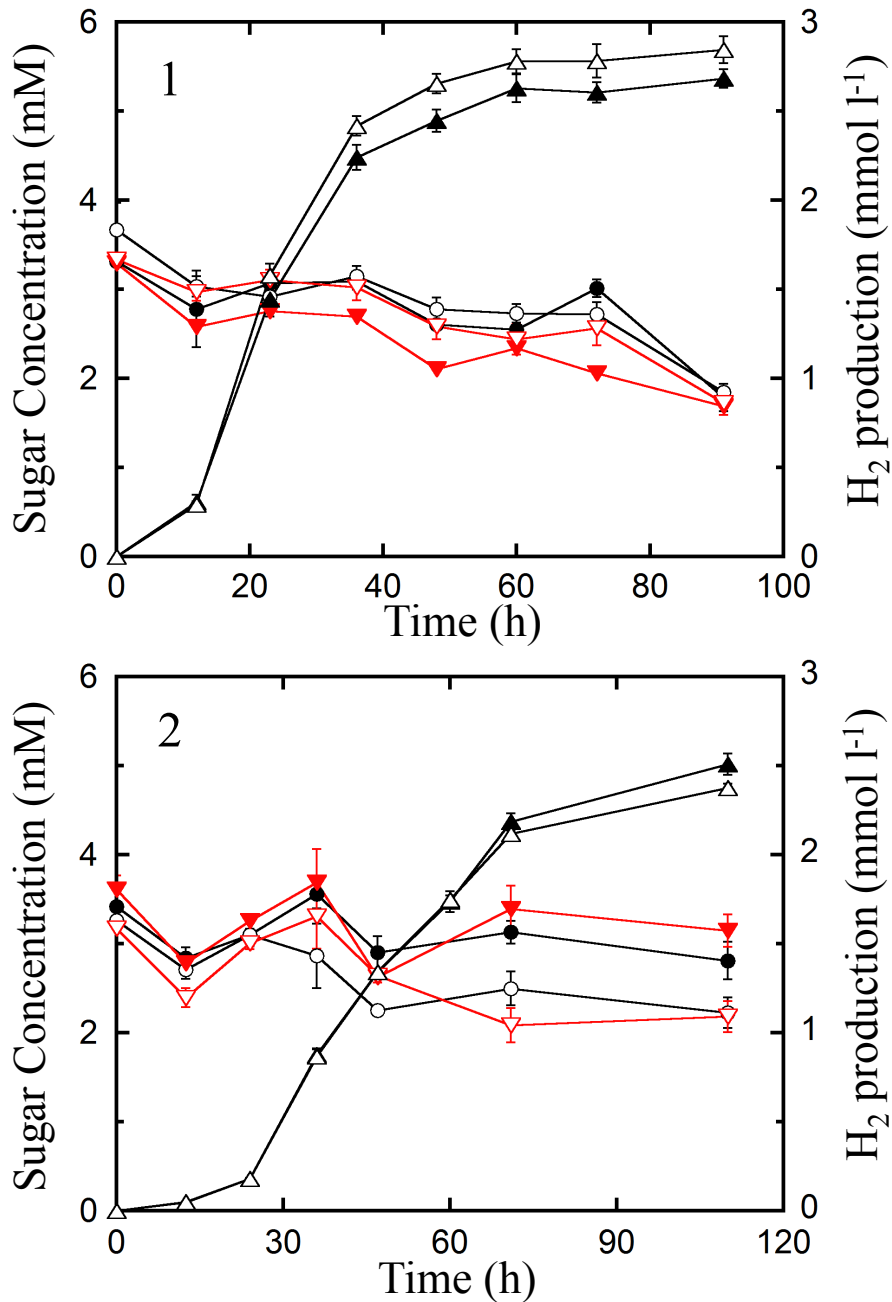 1
Sugar Concentration (mM)
6
4
2
0
H₂ production (mmol l⁻¹)
3
2
1
0
0 20 40 60 80 100
Time (h)
2
Sugar Concentration (mM)
6
4
2
0
H₂ production (mmol l⁻¹)
3
2
1
0
0 30 60 90 120
Time (h)